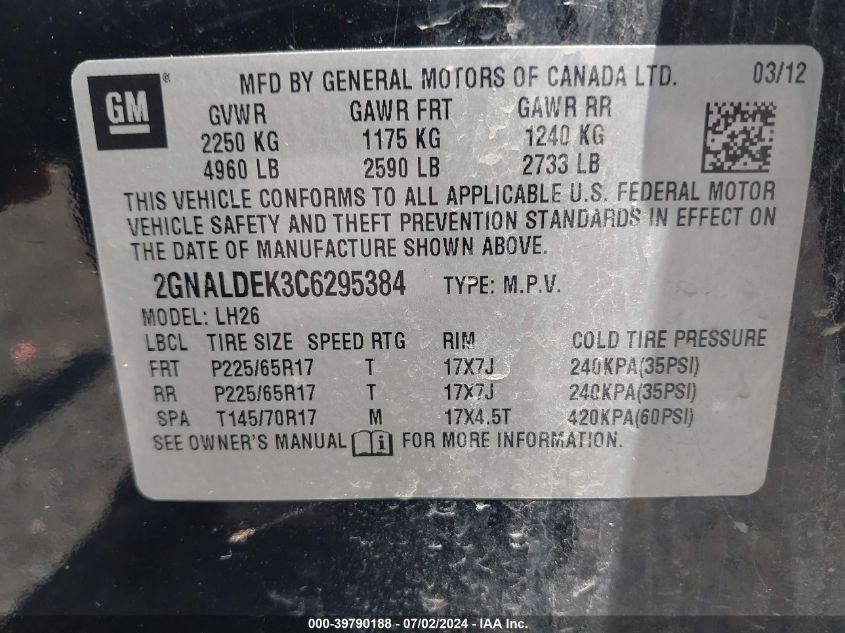 GM ® MFD BY GENERAL MOTORS OF CANADA LTD. 03/12
GVWR GAWR FRT GAWR RR
2250 KG 1175 KG 1240 KG
4960 LB 2590 LB 2733 LB
THIS VEHICLE CONFORMS TO ALL APPLICABLE U.S. FEDERAL MOTOR
VEHICLE SAFETY AND THEFT PREVENTION STANDARDS IN EFFECT ON
THE DATE OF MANUFACTURE SHOWN ABOVE.
2GNALDEK3C6295384 TYPE: M.P.V.
MODEL: LH26
LBCL TIRE SIZE SPEED RTG RIM COLD TIRE PRESSURE
FRT P225/65R17 T 17X7J 240KPA(35PSI)
RR P225/65R17 T 17X7J 240KPA(35PSI)
SPA T145/70R17 M 17X4.5T 420KPA(60PSI)
SEE OWNER'S MANUAL i FOR MORE INFORMATION.
000-39790188 - 07/02/2024 - IAA Inc.